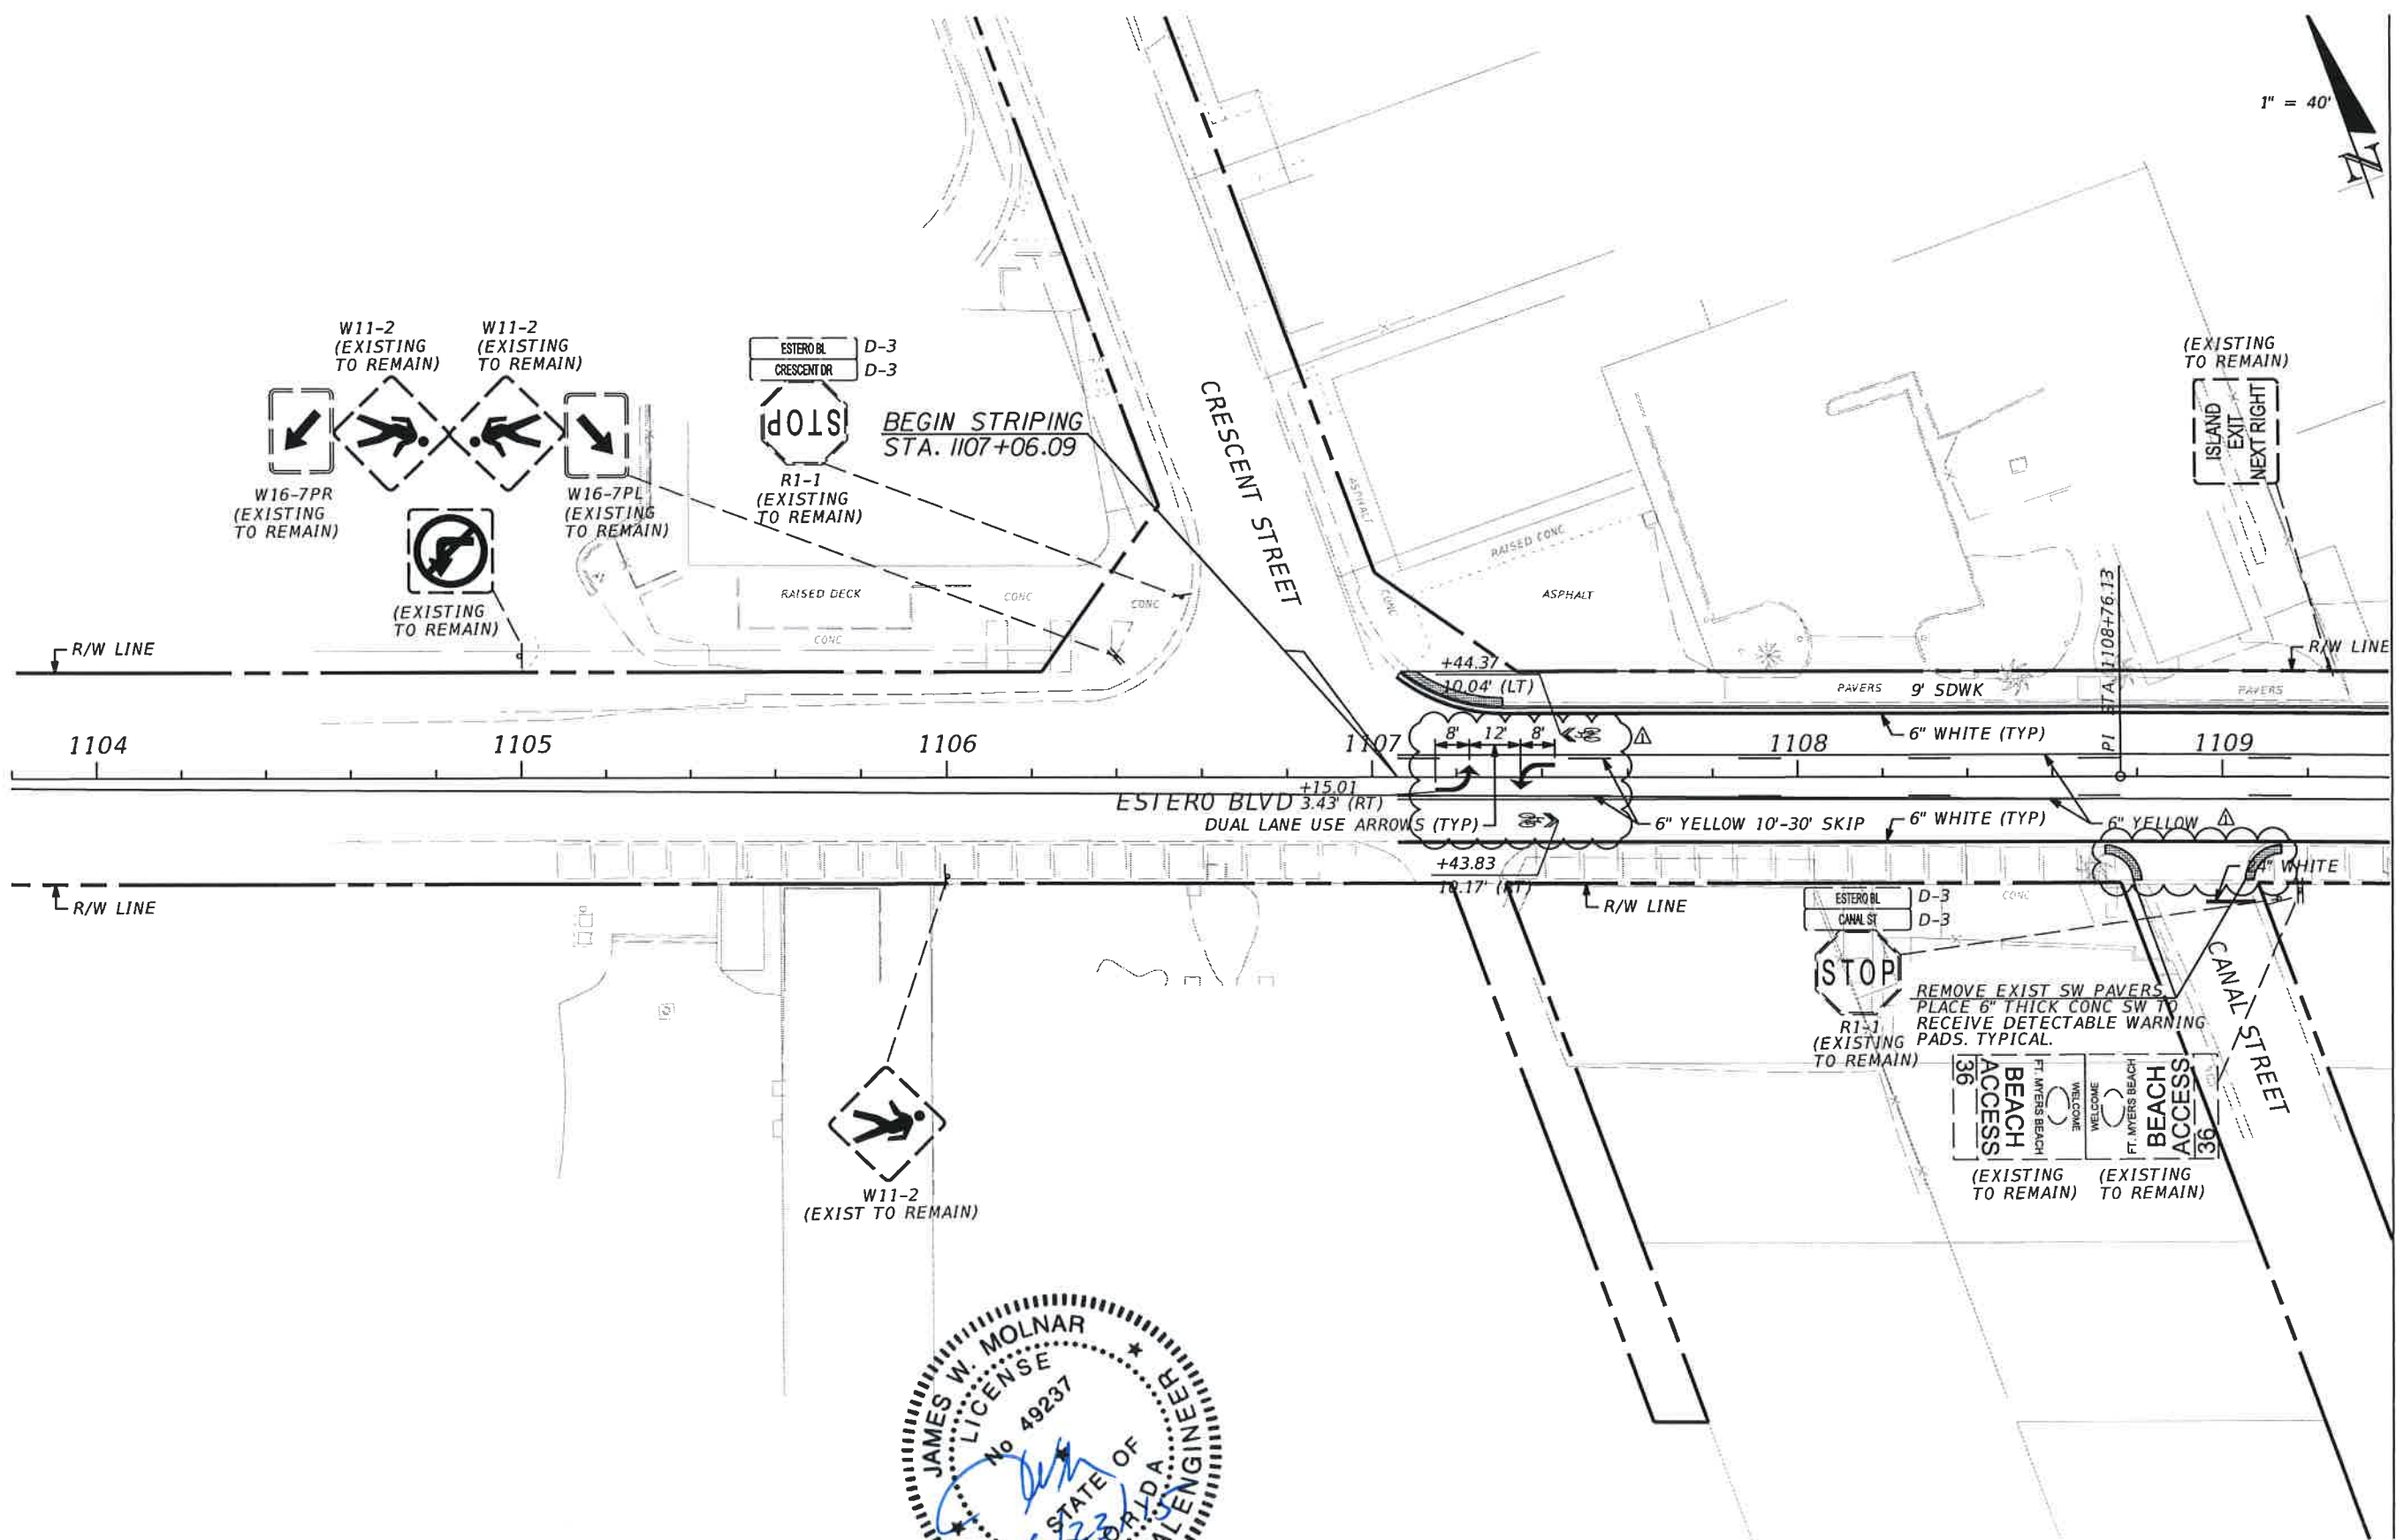 1" = 40'
N
W11-2
(EXISTING
TO REMAIN)
W11-2
(EXISTING
TO REMAIN)
W16-7PR
(EXISTING
TO REMAIN)
W16-7PL
(EXISTING
TO REMAIN)
(EXISTING
TO REMAIN)
ESTERO BL
D-3
CRESCENT DR
D-3
STOP
R1-1
(EXISTING
TO REMAIN)
BEGIN STRIPING
STA. 1107+06.09
CRESCENT STREET
(EXISTING
TO REMAIN)
ISLAND
EXIT
NEXT RIGHT
ASPHALT
RAISED CONC
ASPHALT
CONC
RAISED DECK
CONC
CONC
CONC
R/W LINE
R/W LINE
+44.37
10.04' (LT)
PAVERS
9' SDWK
PAVERS
PI STA. 1108+76.13
6" WHITE (TYP)
8'
12'
8'
1
1104
1105
1106
1107
1108
1109
ESTERO BLVD
+15.01
3.43' (RT)
DUAL LANE USE ARROWS (TYP)
6" YELLOW 10'-30' SKIP
6" WHITE (TYP)
6" YELLOW
1
+43.83
10.17' (RT)
24" WHITE
R/W LINE
R/W LINE
CONC
ESTERO BL
D-3
CANAL ST
D-3
STOP
R1-1
(EXISTING
TO REMAIN)
REMOVE EXIST SW PAVERS
PLACE 6" THICK CONC SW TO
RECEIVE DETECTABLE WARNING
PADS. TYPICAL.
CANAL STREET
36
BEACH
ACCESS
FT. MYERS BEACH
WELCOME
WELCOME
FT. MYERS BEACH
BEACH
ACCESS
36
(EXISTING
TO REMAIN)
(EXISTING
TO REMAIN)
W11-2
(EXIST TO REMAIN)
JAMES W. MOLNAR
LICENSE
No 49237
STATE OF